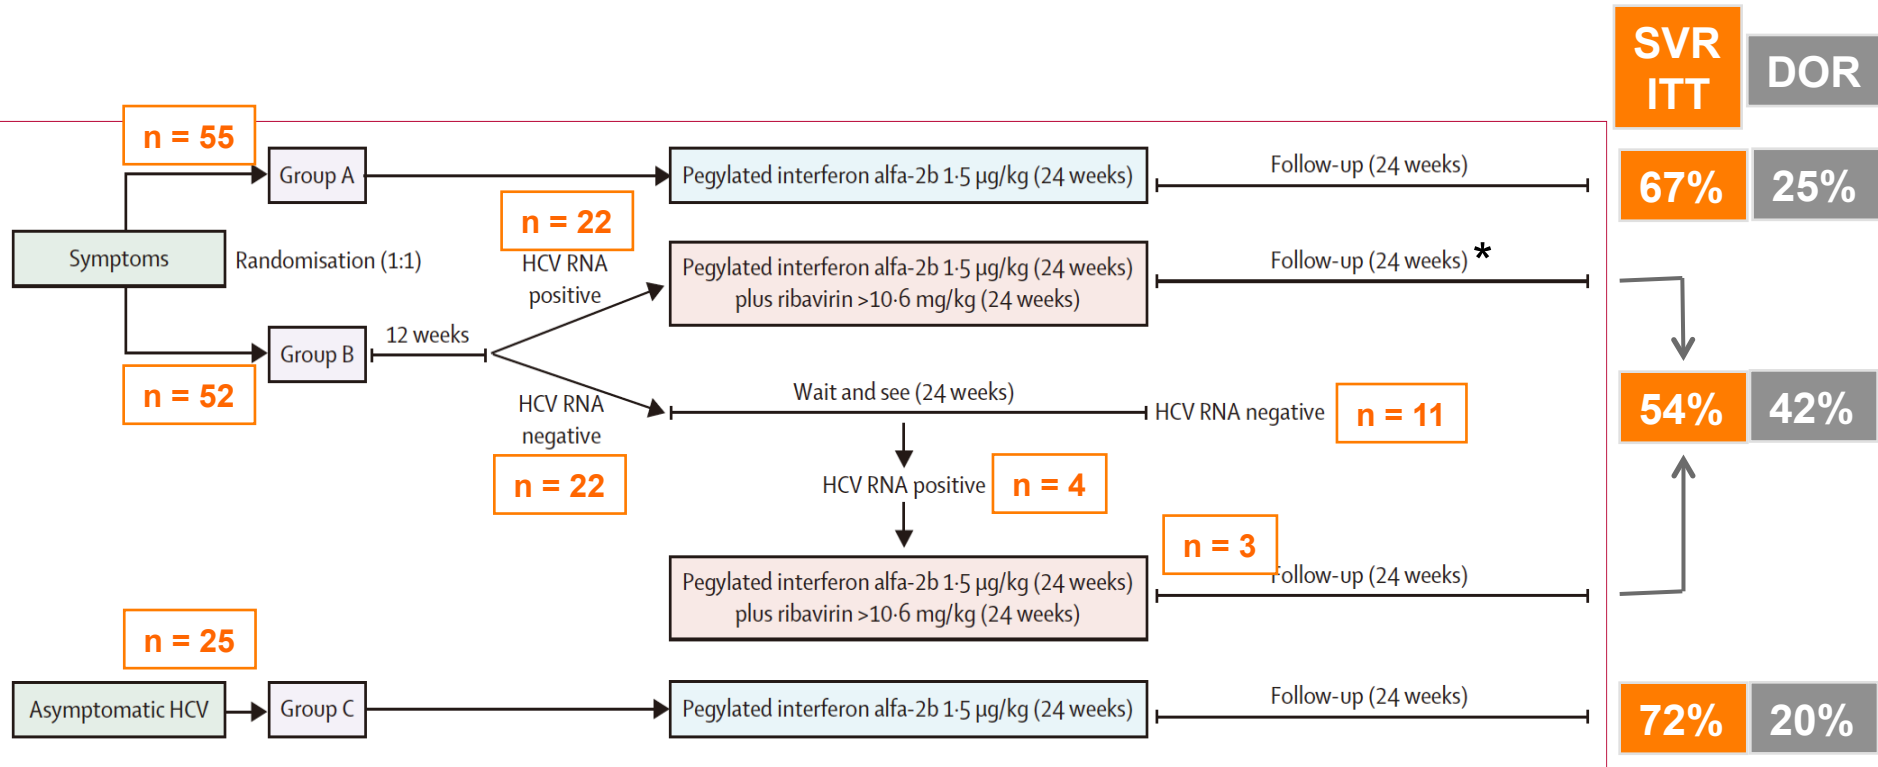 SVR
ITT
DOR
n = 55
Group A
Pegylated interferon alfa-2b 1·5 µg/kg (24 weeks)
Follow-up (24 weeks)
67%
25%
n = 22
Symptoms
Randomisation (1:1)
HCV RNA
positive
Pegylated interferon alfa-2b 1·5 µg/kg (24 weeks)
plus ribavirin >10·6 mg/kg (24 weeks)
Follow-up (24 weeks) *
Group B
12 weeks
n = 52
HCV RNA
negative
n = 22
Wait and see (24 weeks)
HCV RNA negative
n = 11
54%
42%
HCV RNA positive
n = 4
n = 3
Pegylated interferon alfa-2b 1·5 µg/kg (24 weeks)
plus ribavirin >10·6 mg/kg (24 weeks)
Follow-up (24 weeks)
n = 25
Asymptomatic HCV
Group C
Pegylated interferon alfa-2b 1·5 µg/kg (24 weeks)
Follow-up (24 weeks)
72%
20%